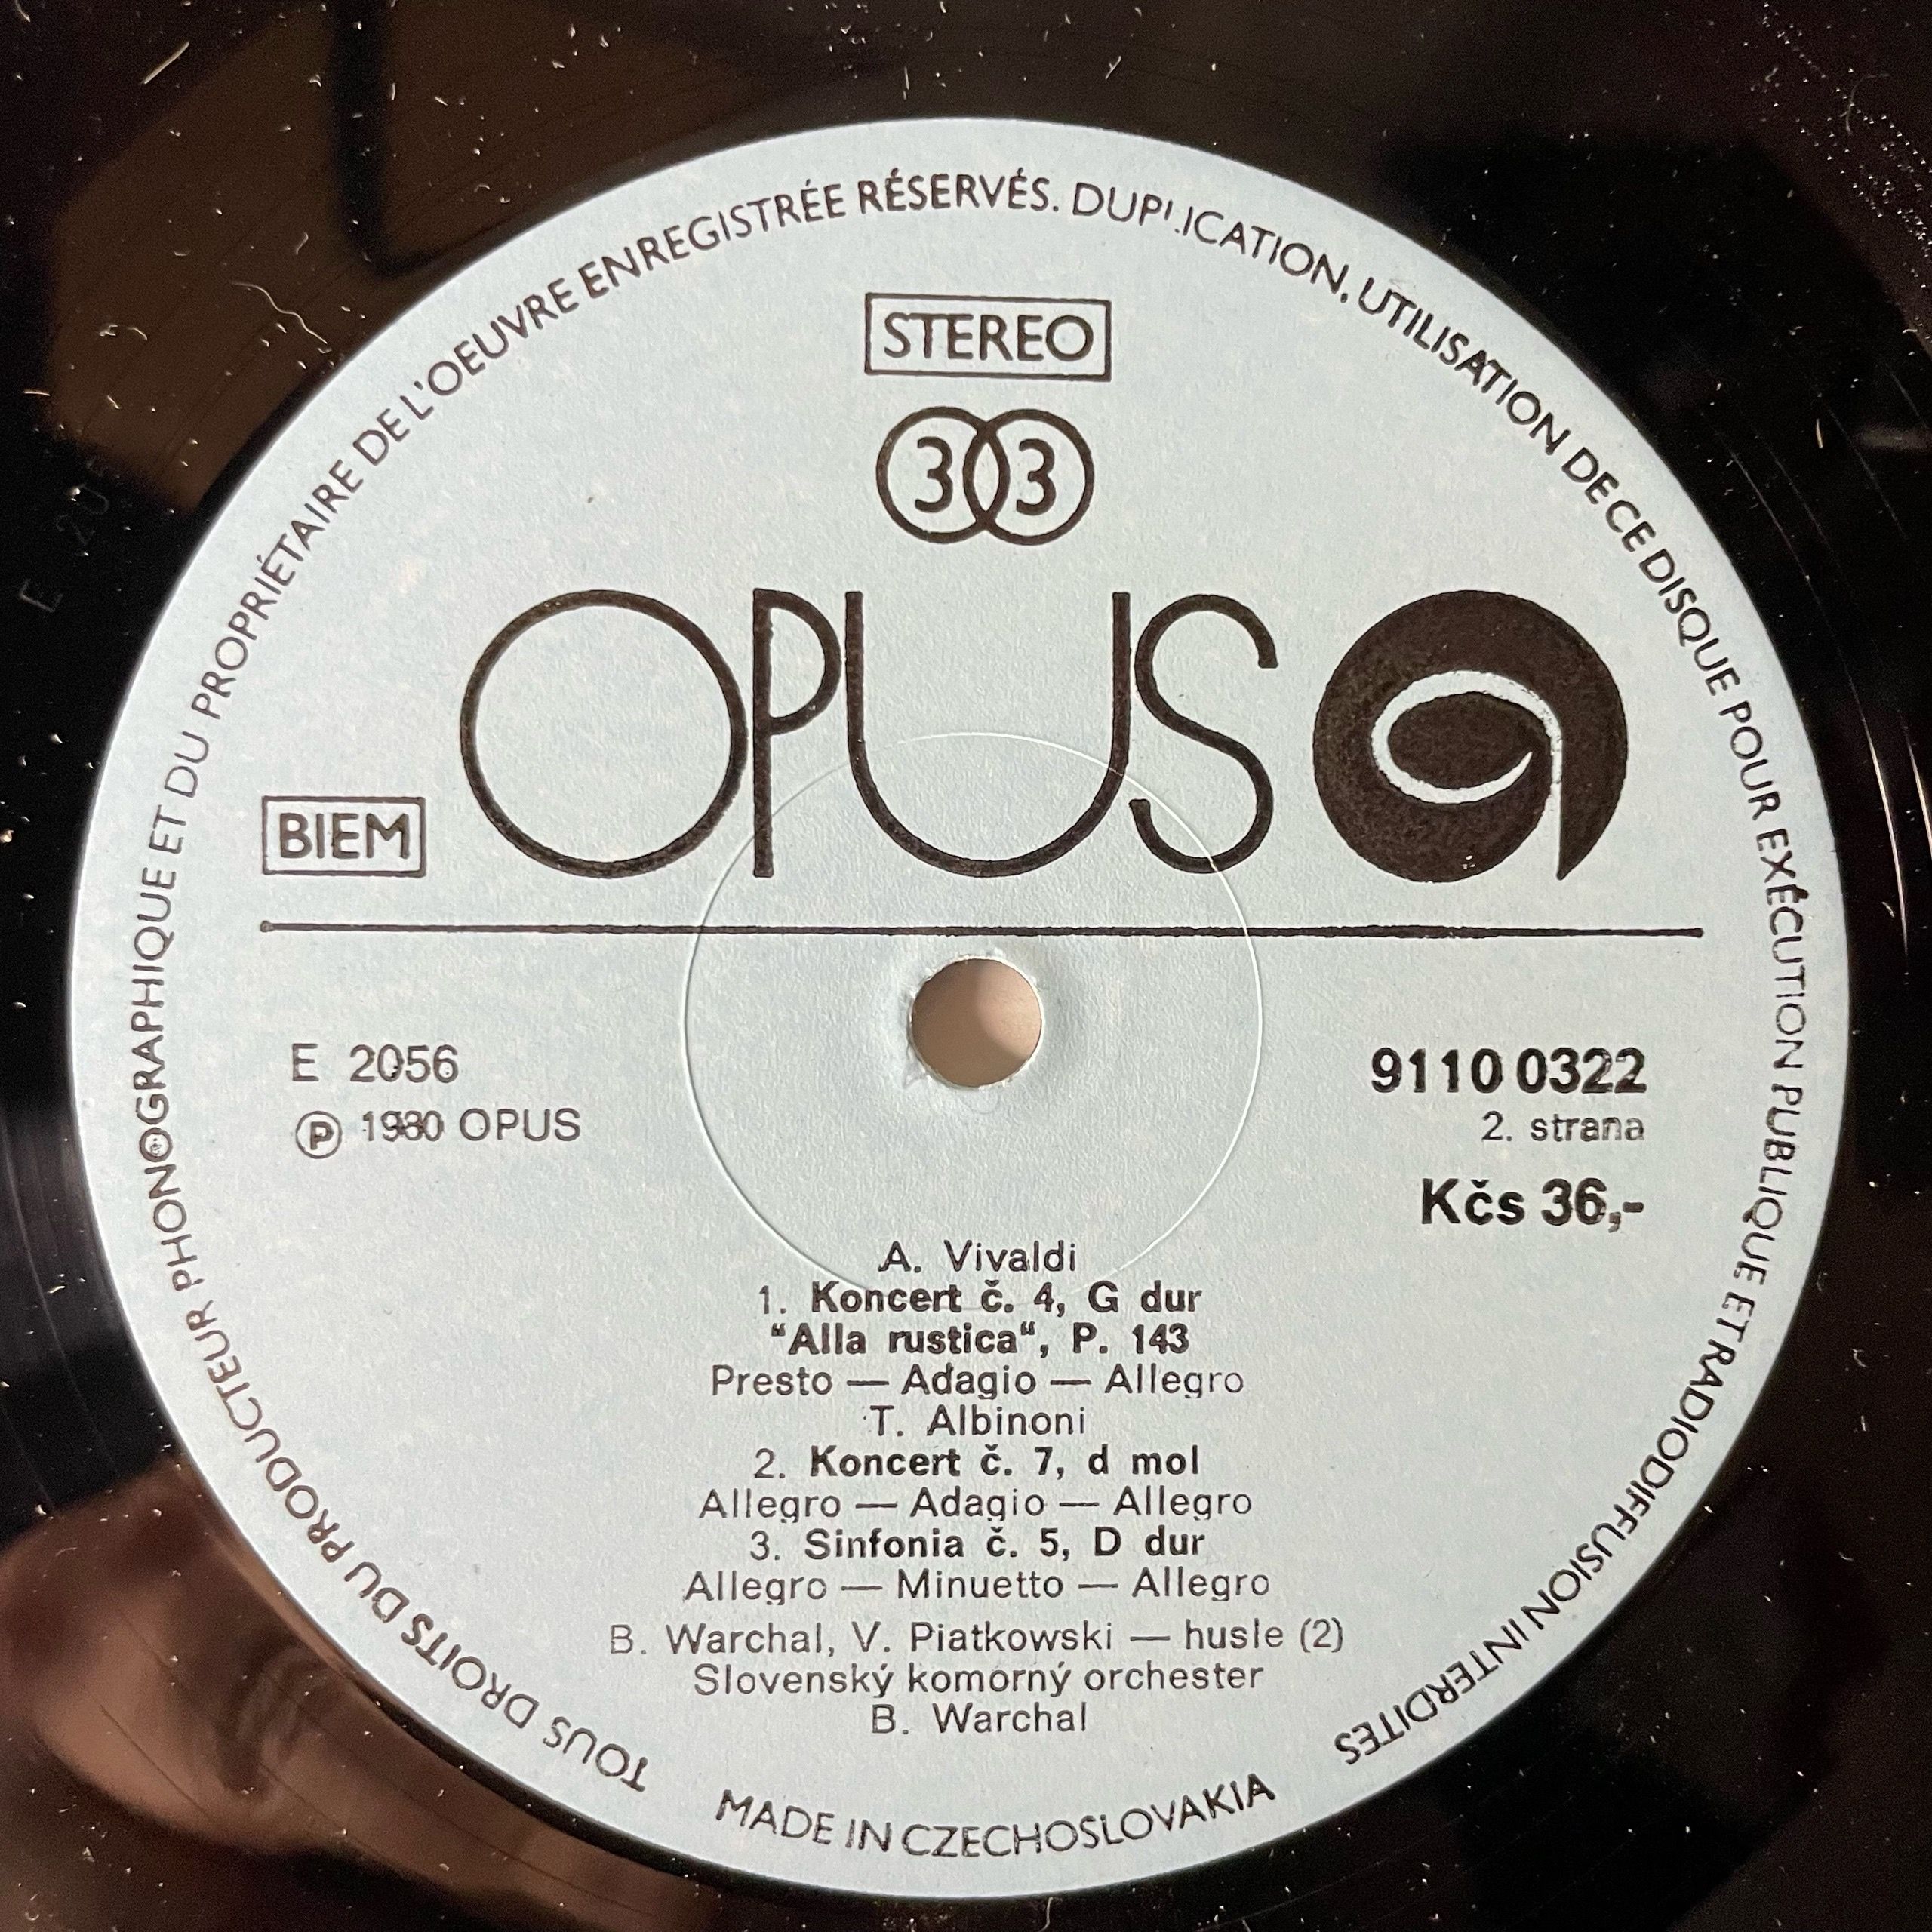 TOUS DROITS DU PRODUCTEUR PHONOGRAPHIQUE ET DU PROPRIÉTAIRE DE L'OEUVRE ENREGISTRÉE RÉSERVÉS. DUPLICATION, UTILISATION DE CE DISQUE POUR EXÉCUTION PUBLIQUE ET RADIODIFFUSION INTERDITES
STEREO
33
OPUS
BIEM
E 2056
℗ 1980 OPUS
9110 0322
2. strana
Kčs 36,-
A. Vivaldi
1. Koncert č. 4, G dur
“Alla rustica“, P. 143
Presto — Adagio — Allegro
T. Albinoni
2. Koncert č. 7, d mol
Allegro — Adagio — Allegro
3. Sinfonia č. 5, D dur
Allegro — Minuetto — Allegro
B. Warchal, V. Piatkowski — husle (2)
Slovenský komorný orchester
B. Warchal
MADE IN CZECHOSLOVAKIA